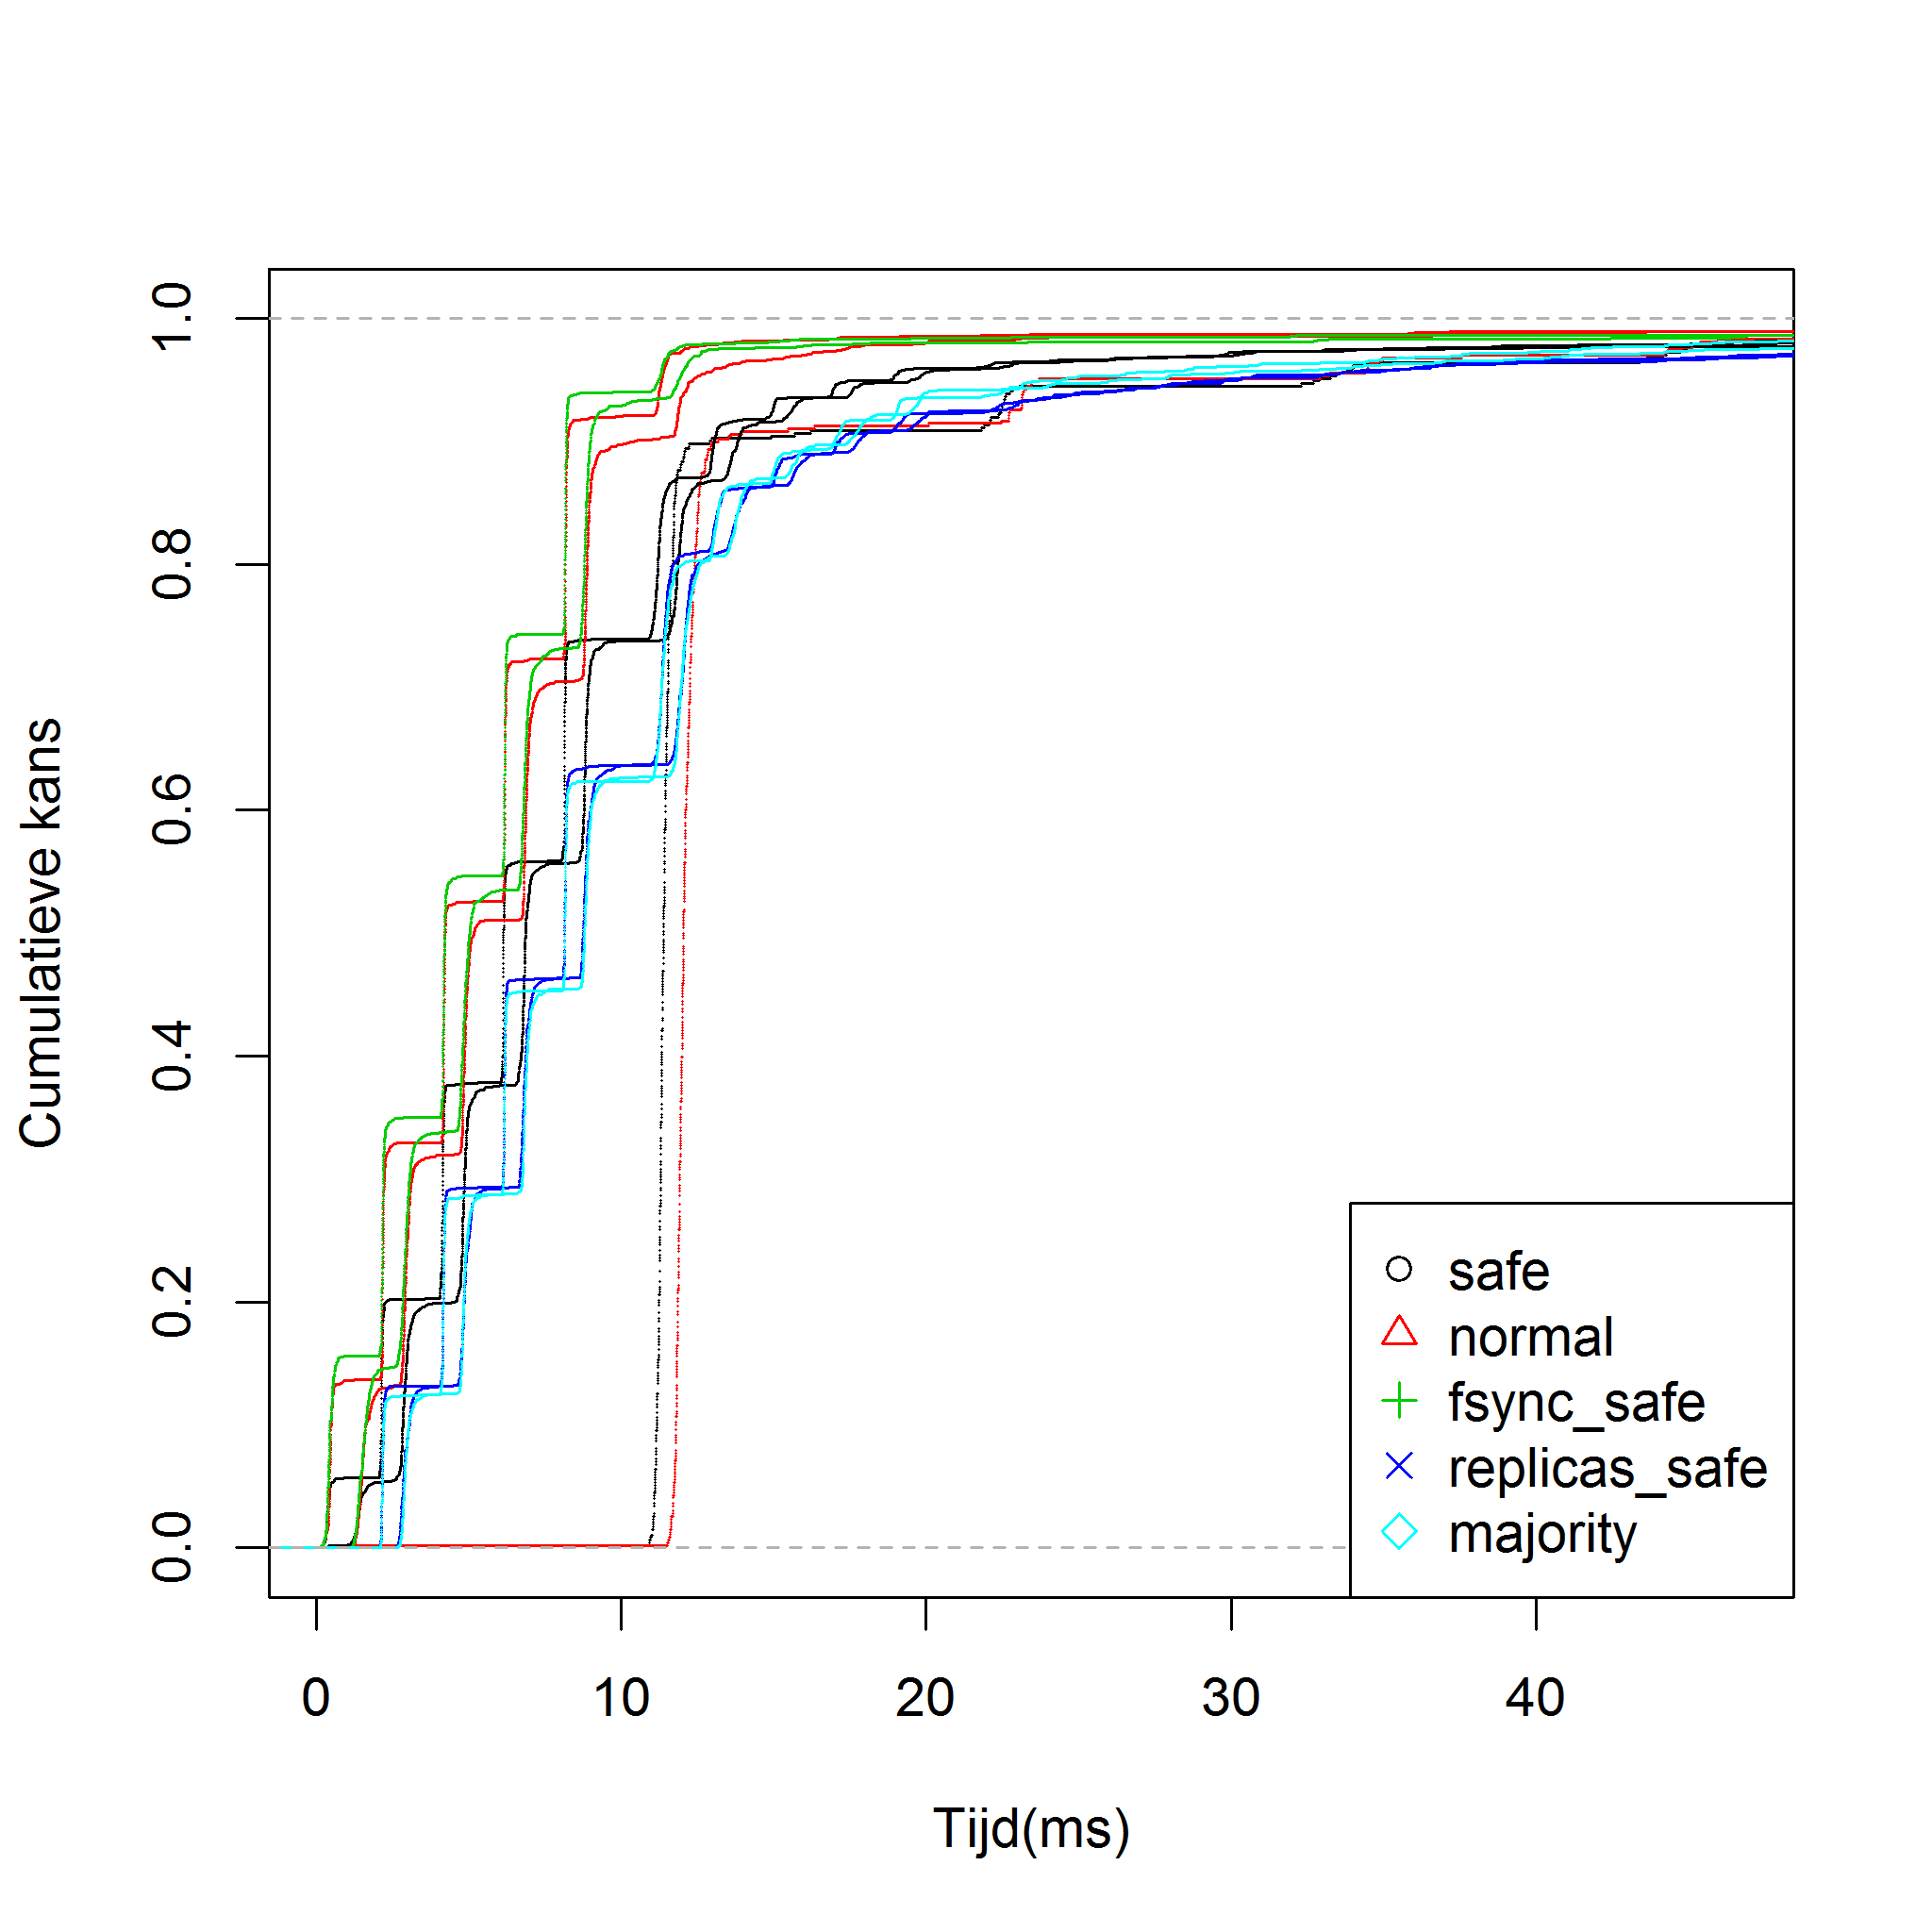 Cumulatieve kans
1.0
0.8
0.6
0.4
0.2
0.0
safe
normal
fsync_safe
replicas_safe
majority
0 10 20 30 40
Tijd(ms)